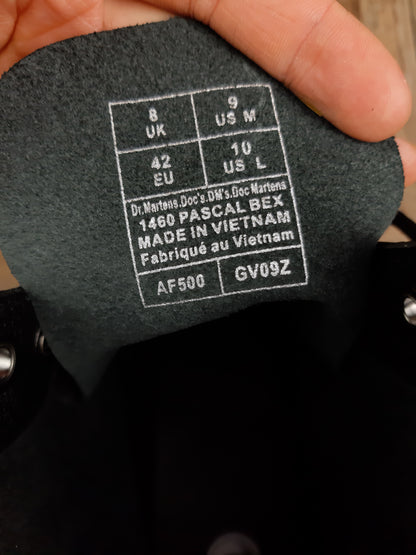 8 9
UK US M
42 10
EU US L
Dr.Martens.Doc's.DM's.Doc Martens
1460 PASCAL BEX
MADE IN VIETNAM
Fabriqué au Vietnam
AF500 GV09Z